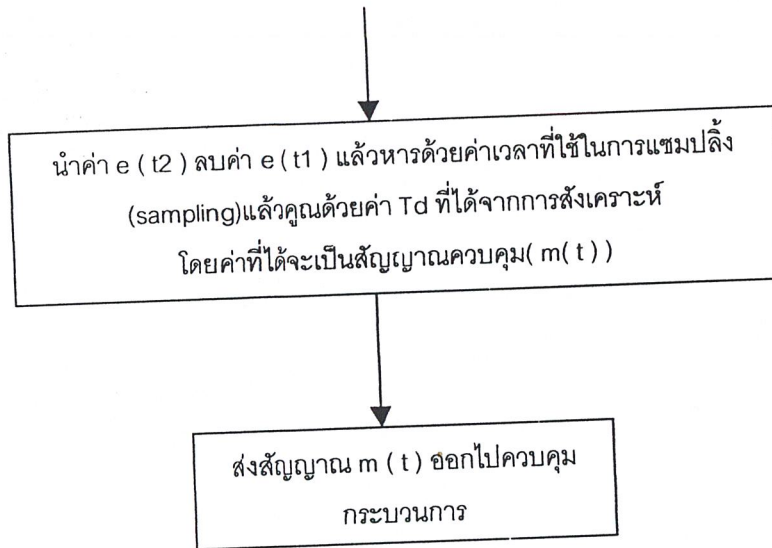 นำค่า e ( t2 ) ลบค่า e ( t1 ) แล้วหารด้วยค่าเวลาที่ใช้ในการแซมปลิ้ง
(sampling)แล้วคูณด้วยค่า Td ที่ได้จากการสังเคราะห์
โดยค่าที่ได้จะเป็นสัญญาณควบคุม( m( t ) )
ส่งสัญญาณ m ( t ) ออกไปควบคุม
กระบวนการ